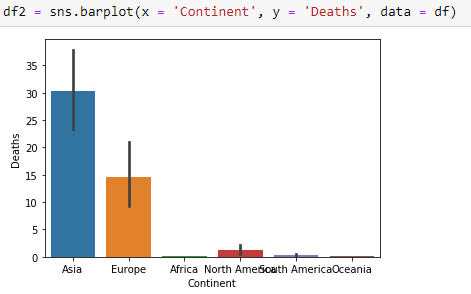 df2 = sns.barplot(x = 'Continent', y = 'Deaths', data = df)
35
30
25
20
15
10
5
0
Deaths
Asia Europe Africa North America South America Oceania
Continent